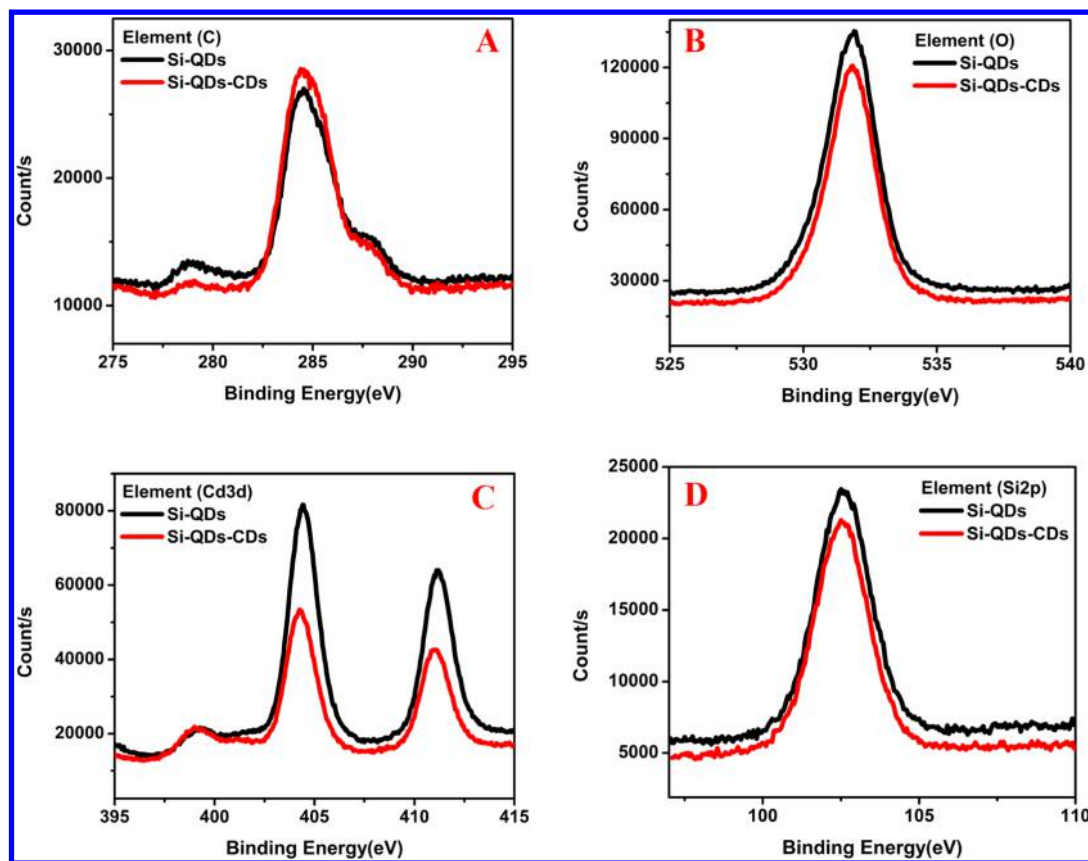 Element (C)
Si-QDs
Si-QDs-CDs
A
30000
20000
10000
Count/s
275 280 285 290 295
Binding Energy(eV)
Element (O)
Si-QDs
Si-QDs-CDs
B
120000
90000
60000
30000
Count/s
525 530 535 540
Binding Energy(eV)
Element (Cd3d)
Si-QDs
Si-QDs-CDs
C
80000
60000
40000
20000
Count/s
395 400 405 410 415
Binding Energy(eV)
Element (Si2p)
Si-QDs
Si-QDs-CDs
D
25000
20000
15000
10000
5000
Count/s
100 105 110
Binding Energy(eV)